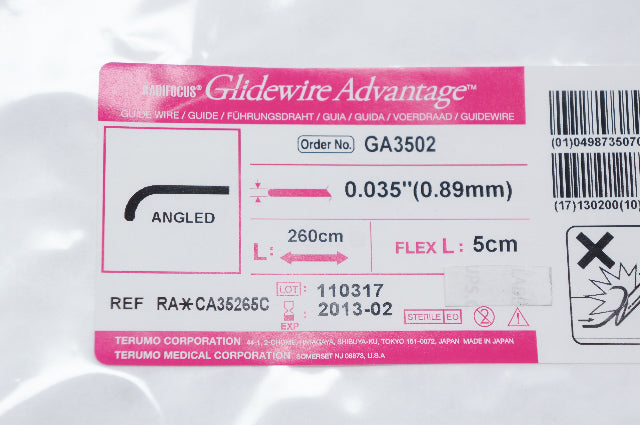 RADIFOCUS® Glidewire Advantage™
GUIDE WIRE / GUIDE / FÜHRUNGSDRAHT / GUIA / GUIDA / VOERDRAAD / GUIDEWIRE
Order No. GA3502
0.035"(0.89mm)
ANGLED
L: 260cm
FLEX L: 5cm
REF RA*CA35265C
LOT : 110317
EXP : 2013-02
STERILE EO
2
TERUMO CORPORATION 44-1, 2-CHOME, HATAGAYA, SHIBUYA-KU, TOKYO 151-0072, JAPAN MADE IN JAPAN
TERUMO MEDICAL CORPORATION SOMERSET NJ 08873, U.S.A
(01)0498735070
(17)130200(10)